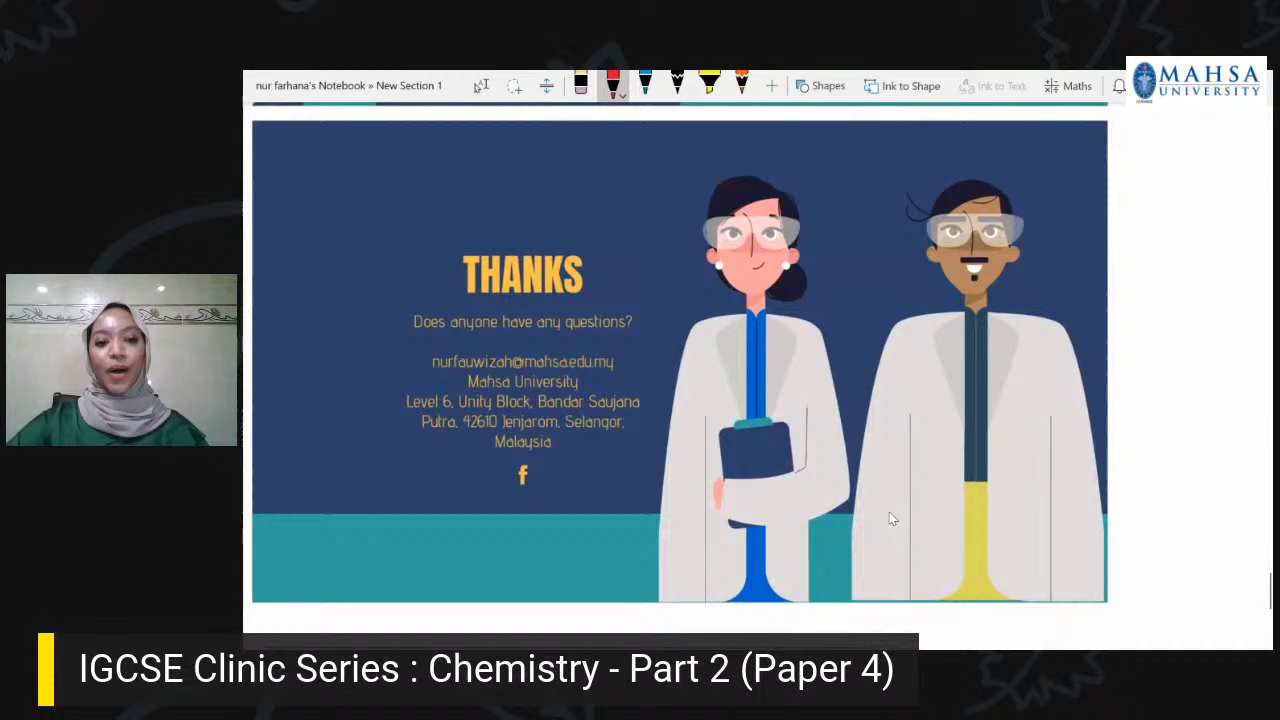 nur farhana's Notebook » New Section 1
Shapes
Ink to Shape
Ink to Text
Maths
MAHSA
UNIVERSITY
THANKS
Does anyone have any questions?
nurfauwizah@mahsa.edu.my
Mahsa University
Level 6, Unity Block, Bandar Saujana
Putra, 42610 Jenjarom, Selangor,
Malaysia
f
IGCSE Clinic Series : Chemistry - Part 2 (Paper 4)